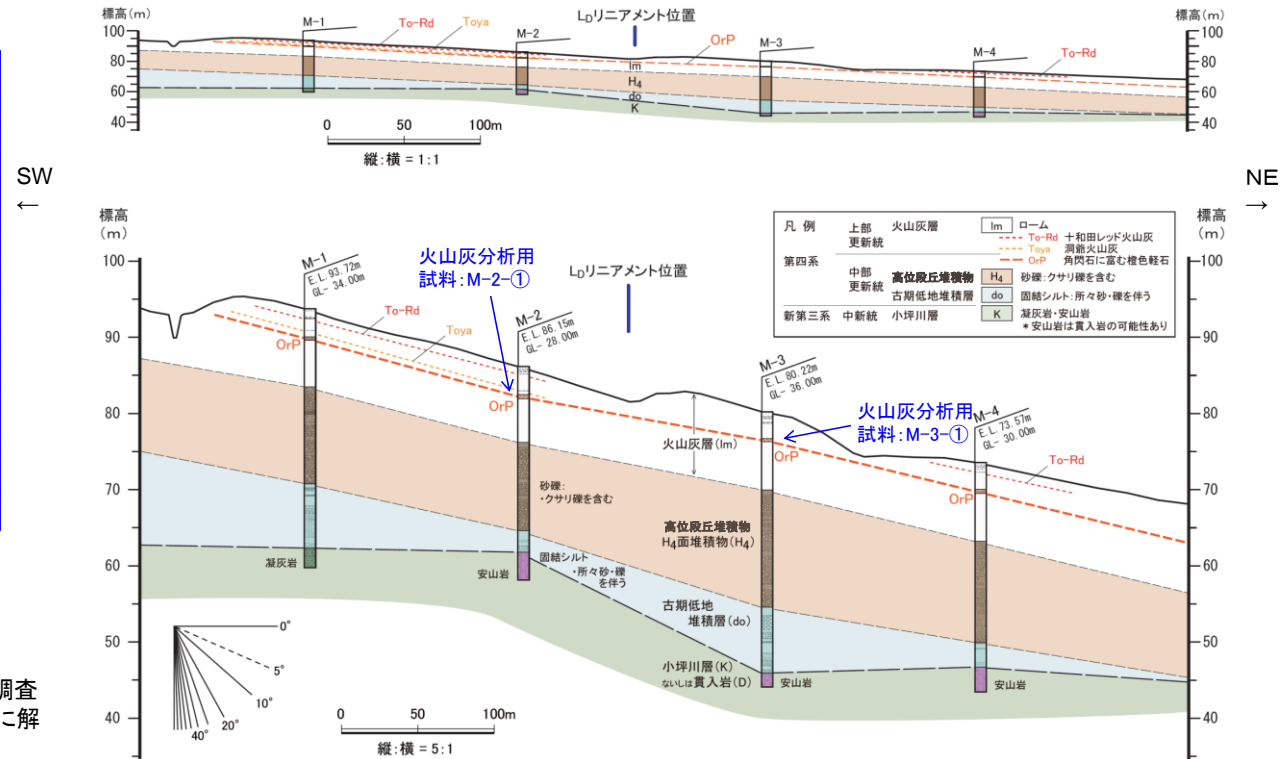 標高(m)
100
80
60
40
M-1
To-Rd
Toya
M-2
LDリニアメント位置
OrP
M-3
M-4
To-Rd
標高(m)
100
80
60
40
lm
H4
do
K
0 50 100m
縦:横 = 1:1
SW
←
NE
→
標高
(m)
100
90
80
70
60
50
40
標高
(m)
100
90
80
70
60
50
40
凡 例
第四系
上部
更新統
火山灰層
lm ローム
To-Rd 十和田レッド火山灰
Toya 洞爺火山灰
OrP 角閃石に富む橙色軽石
中部
更新統
高位段丘堆積物 H4 砂礫:クサリ礫を含む
古期低地堆積層 do 固結シルト:所々砂・礫を伴う
新第三系 中新統 小坪川層 K 凝灰岩・安山岩
*安山岩は貫入岩の可能性あり
M-1
E.L. 93.72m
GL- 34.00m
To-Rd
Toya
OrP
火山灰分析用
試料:M-2-①
M-2
E.L. 86.15m
GL- 28.00m
OrP
LDリニアメント位置
M-3
E.L. 80.22m
GL- 36.00m
OrP
火山灰分析用
試料:M-3-①
M-4
E.L. 73.57m
GL- 30.00m
OrP
To-Rd
火山灰層(lm)
砂礫:
・クサリ礫を含む
高位段丘堆積物
H4面堆積物(H4)
固結シルト
・所々砂・礫
を伴う
古期低地
堆積層(do)
小坪川層(K)
ないしは貫入岩(D)
凝灰岩
安山岩
安山岩
安山岩
0°
5°
10°
20°
40°
0 50 100m
縦:横 = 5:1
調査
に解